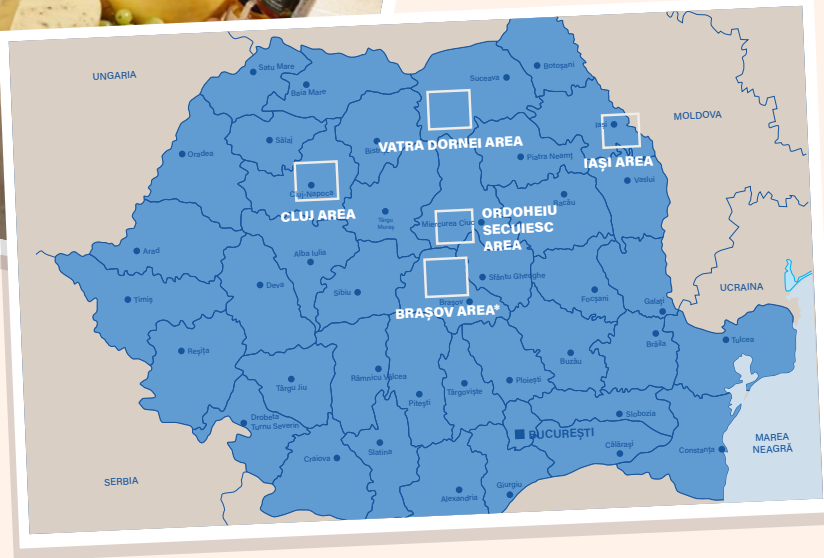 UNGARIA
Satu Mare
Baia Mare
Suceava
Botoșani
MOLDOVA
Iași
Oradea
Sălaj
VATRA DORNEI AREA
Piatra Neamț
IAȘI AREA
Vaslui
Cluj-Napoca
CLUJ AREA
Târgu
Mureș
Miercurea Ciuc
ORDOHEIU
SECUIESC
AREA
Bacău
Arad
Alba Iulia
Deva
Sibiu
Sfântu Gheoghe
Brașov
BRAȘOV AREA*
Focșani
Galați
UCRAINA
Timiș
Reșița
Târgu Jiu
Râmnicu Vâlcea
Pitești
Târgoviște
Ploiești
Buzău
Brăila
Tulcea
Drobeta
Turnu Severin
Craiova
Slatina
BUCUREȘTI
Slobozia
Călărași
Constanța
MAREA
NEAGRĂ
SERBIA
Alexandria
Giurgiu